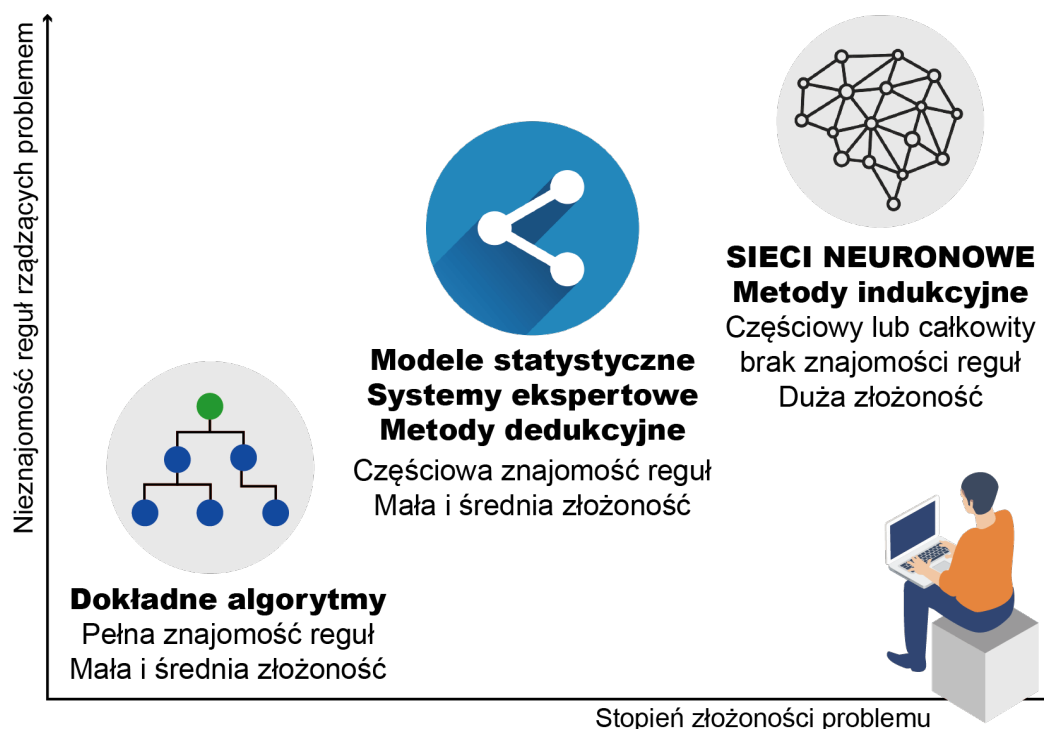 Nieznajomość reguł rządzących problemem
SIECI NEURONOWE
Metody indukcyjne
Częściowy lub całkowity
brak znajomości reguł
Duża złożoność
Modele statystyczne
Systemy ekspertowe
Metody dedukcyjne
Częściowa znajomość reguł
Mała i średnia złożoność
Dokładne algorytmy
Pełna znajomość reguł
Mała i średnia złożoność
Stopień złożoności problemu